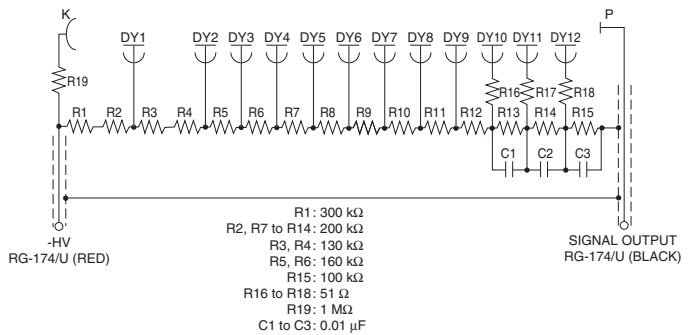 K
P
DY1 DY2 DY3 DY4 DY5 DY6 DY7 DY8 DY9 DY10 DY11 DY12
R19
R16 R17 R18
R1 R2 R3 R4 R5 R6 R7 R8 R9 R10 R11 R12 R13 R14 R15
C1 C2 C3
-HV
RG-174/U (RED)
SIGNAL OUTPUT
RG-174/U (BLACK)
R1: 300 kΩ
R2, R7 to R14: 200 kΩ
R3, R4: 130 kΩ
R5, R6: 160 kΩ
R15: 100 kΩ
R16 to R18: 51 Ω
R19: 1 MΩ
C1 to C3: 0.01 μF